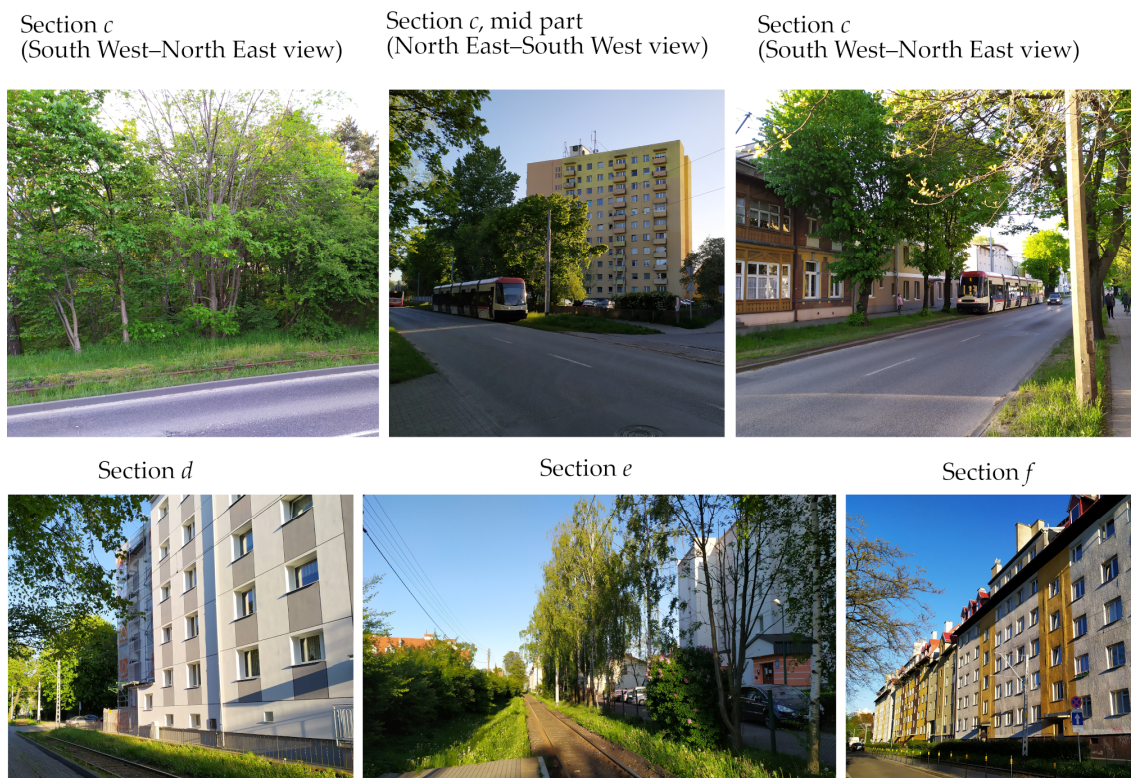 Section c
(South West–North East view)
Section c, mid part
(North East–South West view)
Section c
(South West–North East view)
Section d
Section e
Section f